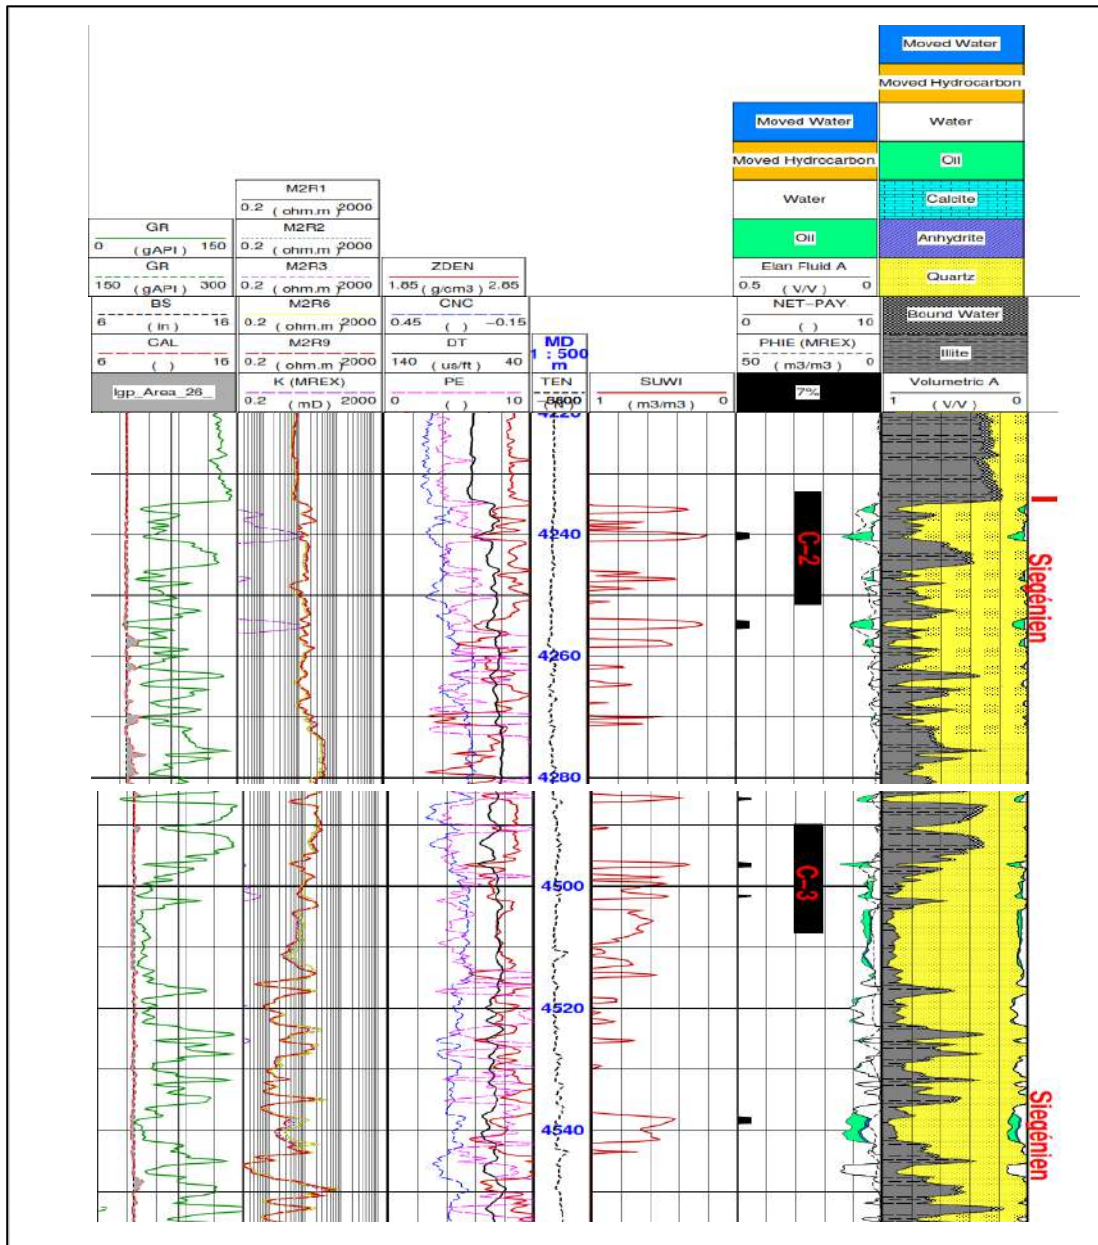 Moved Water
Moved Hydrocarbon
Moved Water
Water
Moved Hydrocarbon
Oil
M2R1
0.2 ( ohm.m ) 2000
Water
Calcite
GR
0 (gAPI) 150
M2R2
0.2 ( ohm.m ) 2000
Oil
Anhydrite
GR
150 (gAPI) 300
M2R3
0.2 ( ohm.m ) 2000
ZDEN
1.85 (g/cm3) 2.85
Elan Fluid A
0.5 (V/V) 0
Quartz
BS
6 (in) 16
M2R6
0.2 ( ohm.m ) 2000
CNC
0.45 ( ) -0.15
NET-PAY
0 ( ) 10
Bound Water
CAL
6 ( ) 16
M2R9
0.2 ( ohm.m ) 2000
DT
140 (us/ft) 40
MD
1 : 500
m
PHIE (MREX)
50 (m3/m3) 0
Illite
Igp_Area_26_
K (MREX)
0.2 (mD) 2000
PE
0 ( ) 10
TEN
SUWI
1 (m3/m3) 0
7%
Volumetric A
1 (V/V) 0
4220
4240
C-2
Siegénien
4260
4280
4500
C-3
4520
4540
Siegénien